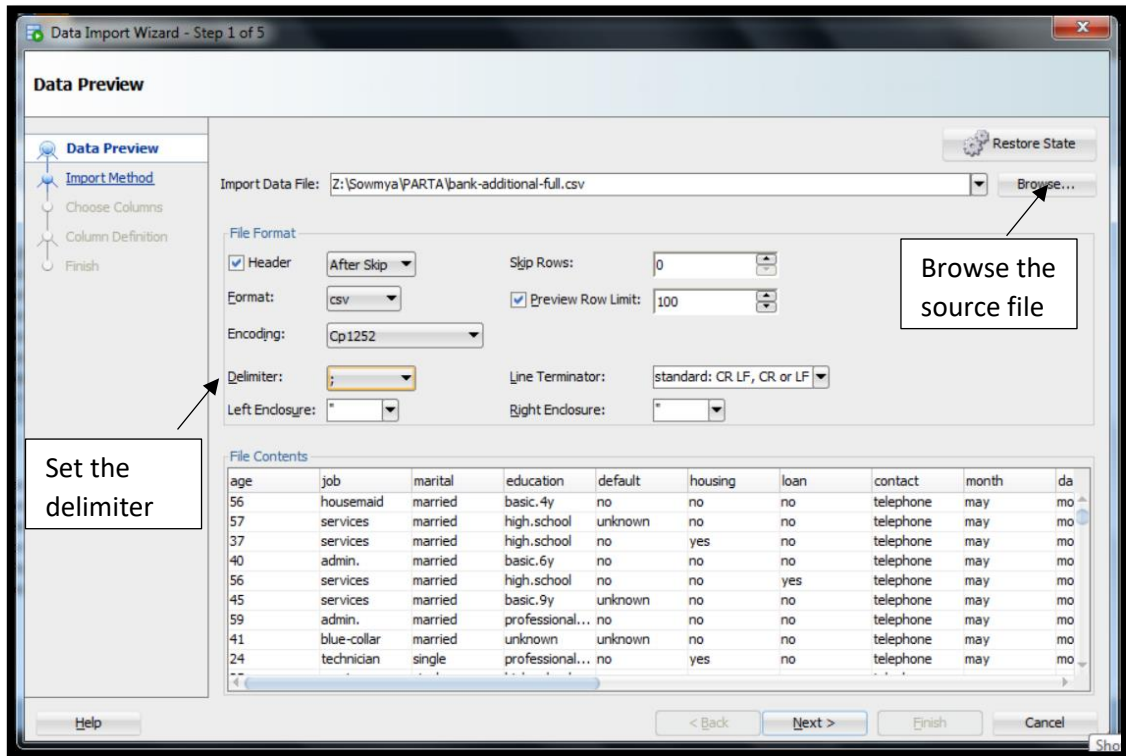 Data Import Wizard - Step 1 of 5
Data Preview
Data Preview
Import Method
Choose Columns
Column Definition
Finish
Restore State
Import Data File: Z:\Sowmya\PARTA\bank-additional-full.csv Browse...
File Format
Header After Skip Skip Rows: 0
Format: csv Preview Row Limit: 100
Encoding: Cp1252
Delimiter: ; Line Terminator: standard: CR LF, CR or LF
Left Enclosure: " Right Enclosure: "
Browse the
source file
Set the
delimiter
File Contents
age job marital education default housing loan contact month da
56 housemaid married basic.4y no no no telephone may mo
57 services married high.school unknown no no telephone may mo
37 services married high.school no yes no telephone may mo
40 admin. married basic.6y no no no telephone may mo
56 services married high.school no no yes telephone may mo
45 services married basic.9y unknown no no telephone may mo
59 admin. married professional... no no no telephone may mo
41 blue-collar married unknown unknown no no telephone may mo
24 technician single professional... no yes no telephone may mo
Help < Back Next > Finish Cancel
Sho